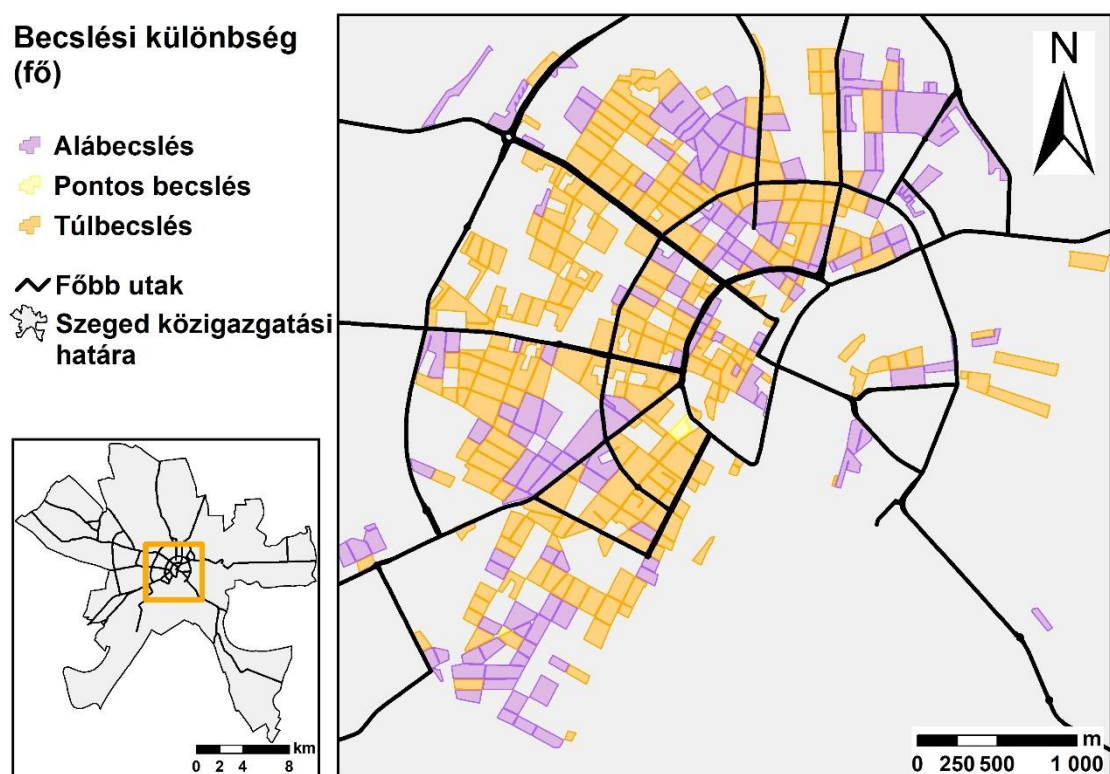 Becslési különbség
(fő)
Alábecslés
Pontos becslés
Túlbecslés
Főbb utak
Szeged közigazgatási
határa
km
0 2 4 8
N
m
0 250 500 1 000